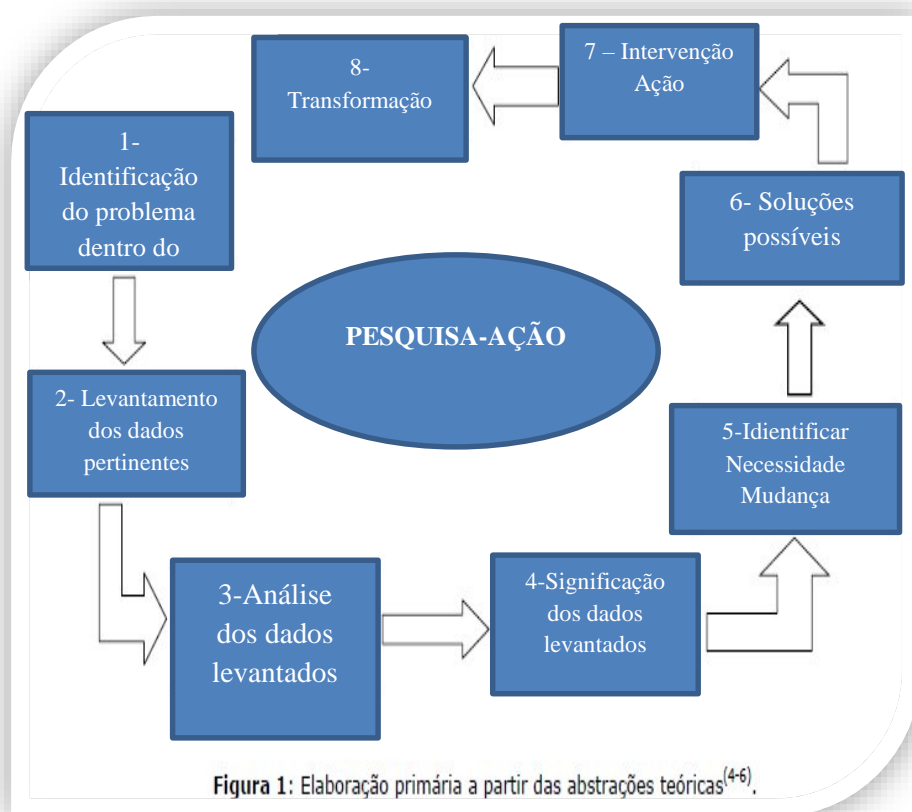 1-
Identificação
do problema
dentro do
2- Levantamento
dos dados
pertinentes
3-Análise
dos dados
levantados
4-Significação
dos dados
levantados
5-Idientificar
Necessidade
Mudança
6- Soluções
possíveis
7 – Intervenção
Ação
8-
Transformação
PESQUISA-AÇÃO
Figura 1: Elaboração primária a partir das abstrações teóricas(4-6).